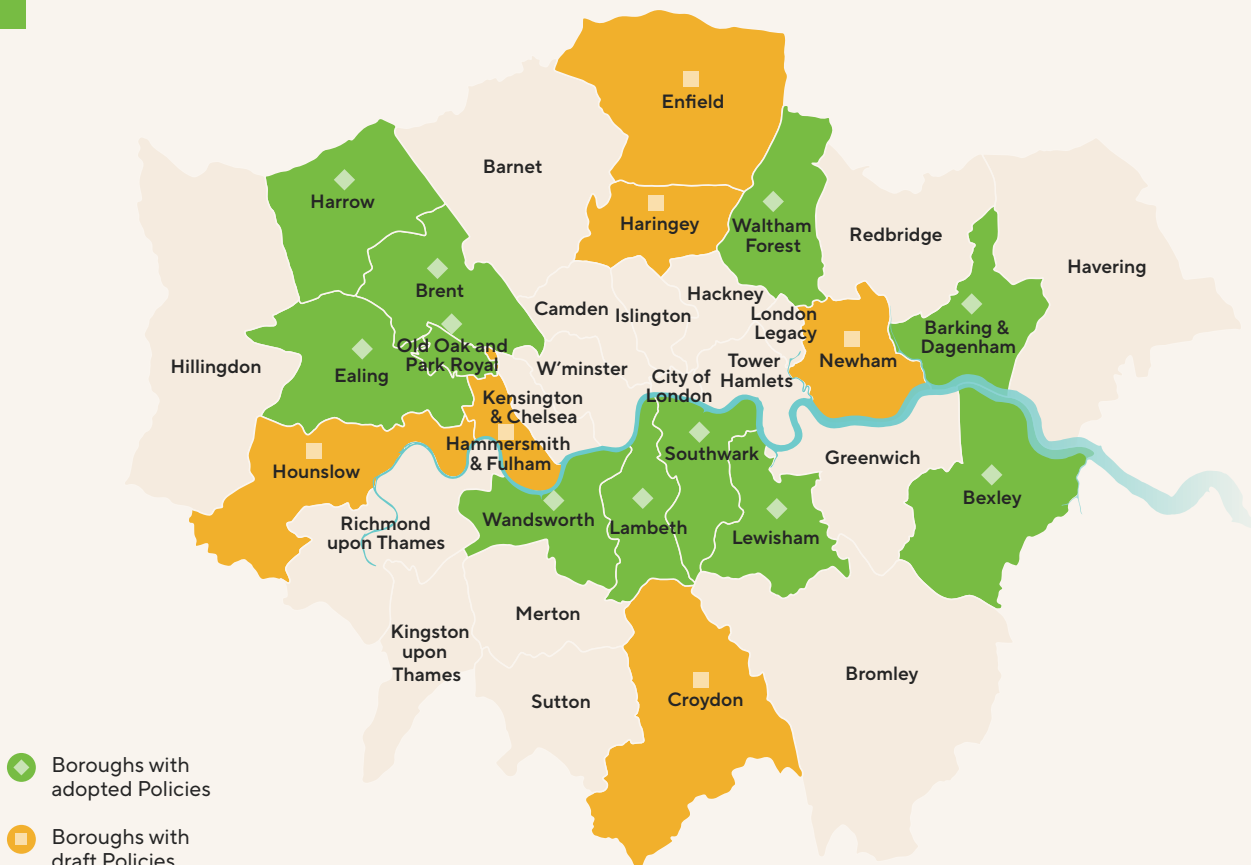 Enfield
Barnet
Harrow
Haringey
Waltham
Forest
Redbridge
Havering
Brent
Hackney
Camden
Islington
London
Legacy
Barking &
Dagenham
Old Oak and
Park Royal
Hillingdon
Ealing
W'minster
Tower
Hamlets
Newham
City of
London
Kensington
& Chelsea
Hammersmith
& Fulham
Southwark
Greenwich
Hounslow
Bexley
Wandsworth
Lambeth
Richmond
upon Thames
Lewisham
Merton
Kingston
upon
Thames
Bromley
Sutton
Croydon
Boroughs with
adopted Policies
Boroughs with
draft Policies